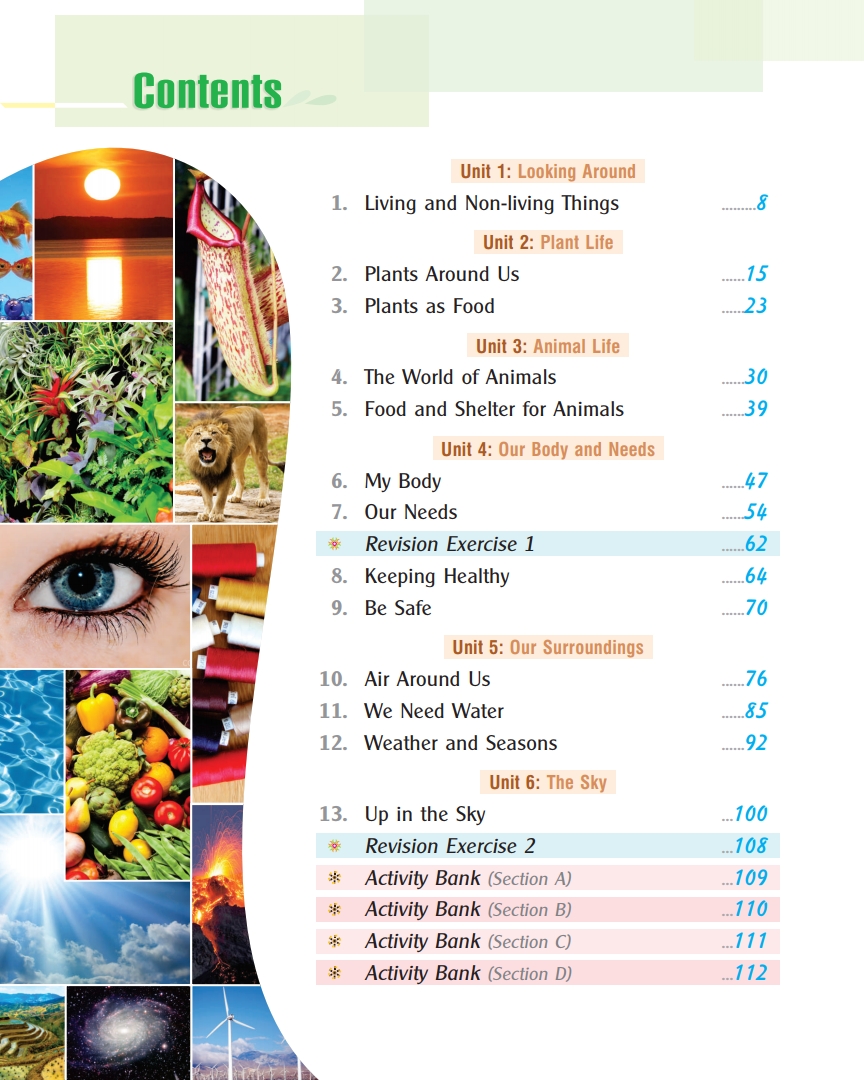 Contents
Unit 1: Looking Around
1. Living and Non-living Things .........8
Unit 2: Plant Life
2. Plants Around Us ......15
3. Plants as Food ......23
Unit 3: Animal Life
4. The World of Animals ......30
5. Food and Shelter for Animals ......39
Unit 4: Our Body and Needs
6. My Body ......47
7. Our Needs ......54
Revision Exercise 1 ......62
8. Keeping Healthy ......64
9. Be Safe ......70
Unit 5: Our Surroundings
10. Air Around Us ......76
11. We Need Water ......85
12. Weather and Seasons ......92
Unit 6: The Sky
13. Up in the Sky ...100
Revision Exercise 2 ...108
Activity Bank (Section A) ...109
Activity Bank (Section B) ...110
Activity Bank (Section C) ...111
Activity Bank (Section D) ...112